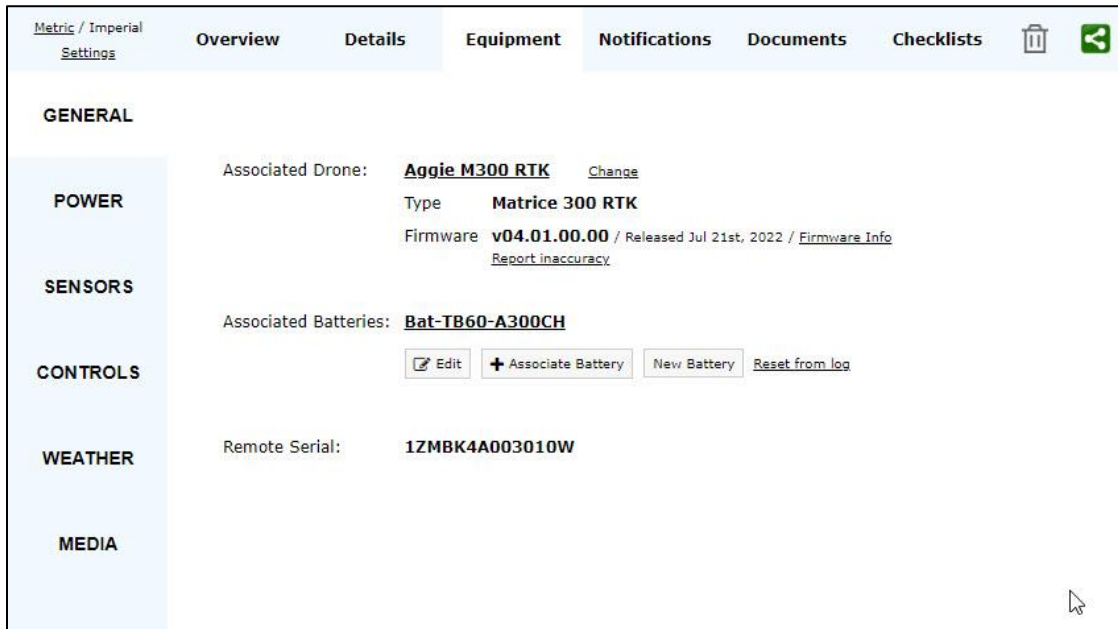 Metric / Imperial
Settings
Overview Details Equipment Notifications Documents Checklists
GENERAL
POWER
SENSORS
CONTROLS
WEATHER
MEDIA
Associated Drone: Aggie M300 RTK Change
Type Matrice 300 RTK
Firmware v04.01.00.00 / Released Jul 21st, 2022 / Firmware Info
Report inaccuracy
Associated Batteries: Bat-TB60-A300CH
Edit + Associate Battery New Battery Reset from log
Remote Serial: 1ZMBK4A003010W